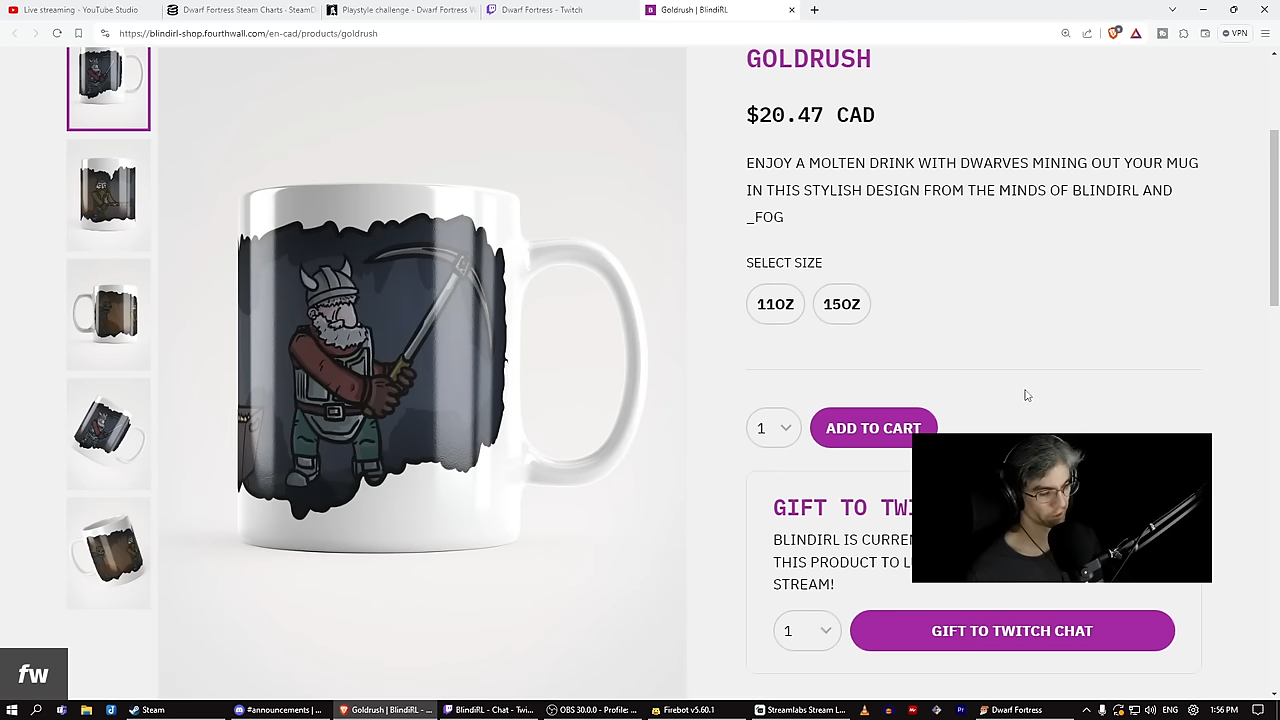 Live streaming - YouTube Studio
Dwarf Fortress Steam Charts - SteamD
Playstyle challenge - Dwarf Fortress W
Dwarf Fortress - Twitch
Goldrush | BlindiRL
https://blindirl-shop.fourthwall.com/en-cad/products/goldrush
VPN
GOLDRUSH
$20.47 CAD
ENJOY A MOLTEN DRINK WITH DWARVES MINING OUT YOUR MUG
IN THIS STYLISH DESIGN FROM THE MINDS OF BLINDIRL AND
_FOG
SELECT SIZE
11OZ
15OZ
1
ADD TO CART
GIFT TO TWI
BLINDIRL IS CURREN
THIS PRODUCT TO L
STREAM!
1
GIFT TO TWITCH CHAT
fw
Steam
#announcements | ...
Goldrush | BlindiRL - ...
BlindiRL - Chat - Twi...
OBS 30.0.0 - Profile: ...
Firebot v5.60.1
Streamlabs Stream L...
Dwarf Fortress
1:56 PM